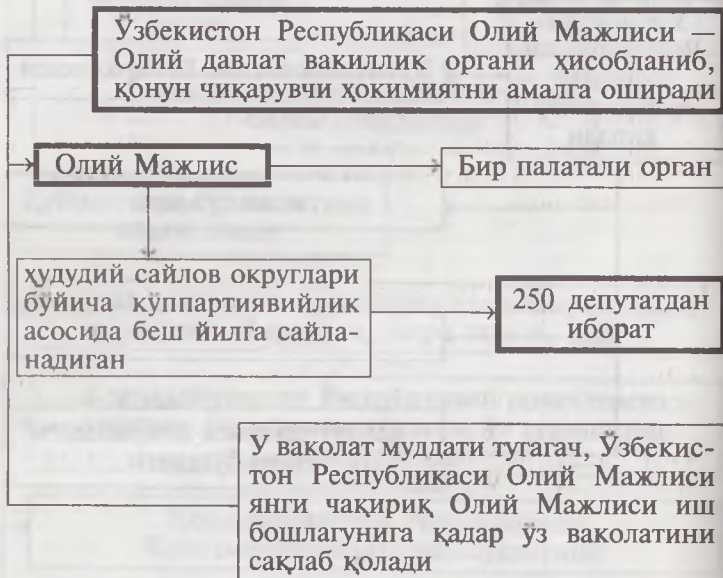 Ўзбекистон Республикаси Олий Мажлиси —
Олий давлат вакиллик органи ҳисобланиб,
қонун чиқарувчи ҳокимиятни амалга оширади
Олий Мажлис
Бир палатали орган
ҳудудий сайлов округлари
бўйича кўппартиявийлик
асосида беш йилга сайла-
надиган
250 депутатдан
иборат
У ваколат муддати тугагач, Ўзбекис-
тон Республикаси Олий Мажлиси
янги чақириқ Олий Мажлиси иш
бошлагунига қадар ўз ваколатини
сақлаб қолади